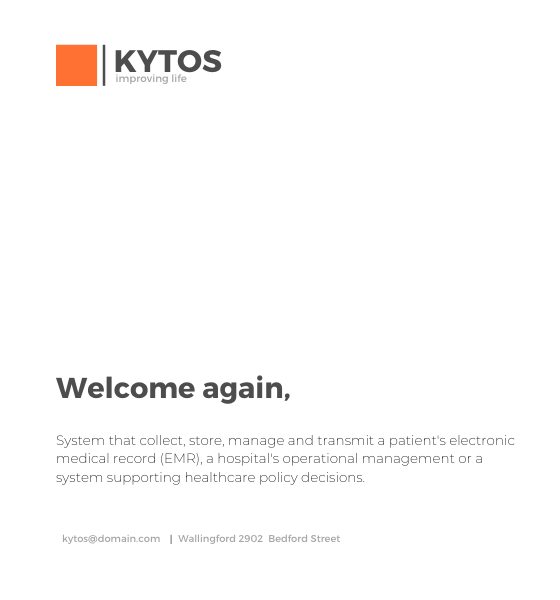 KYTOS
improving life
Welcome again,
System that collect, store, manage and transmit a patient's electronic
medical record (EMR), a hospital's operational management or a
system supporting healthcare policy decisions.
kytos@domain.com | Wallingford 2902 Bedford Street